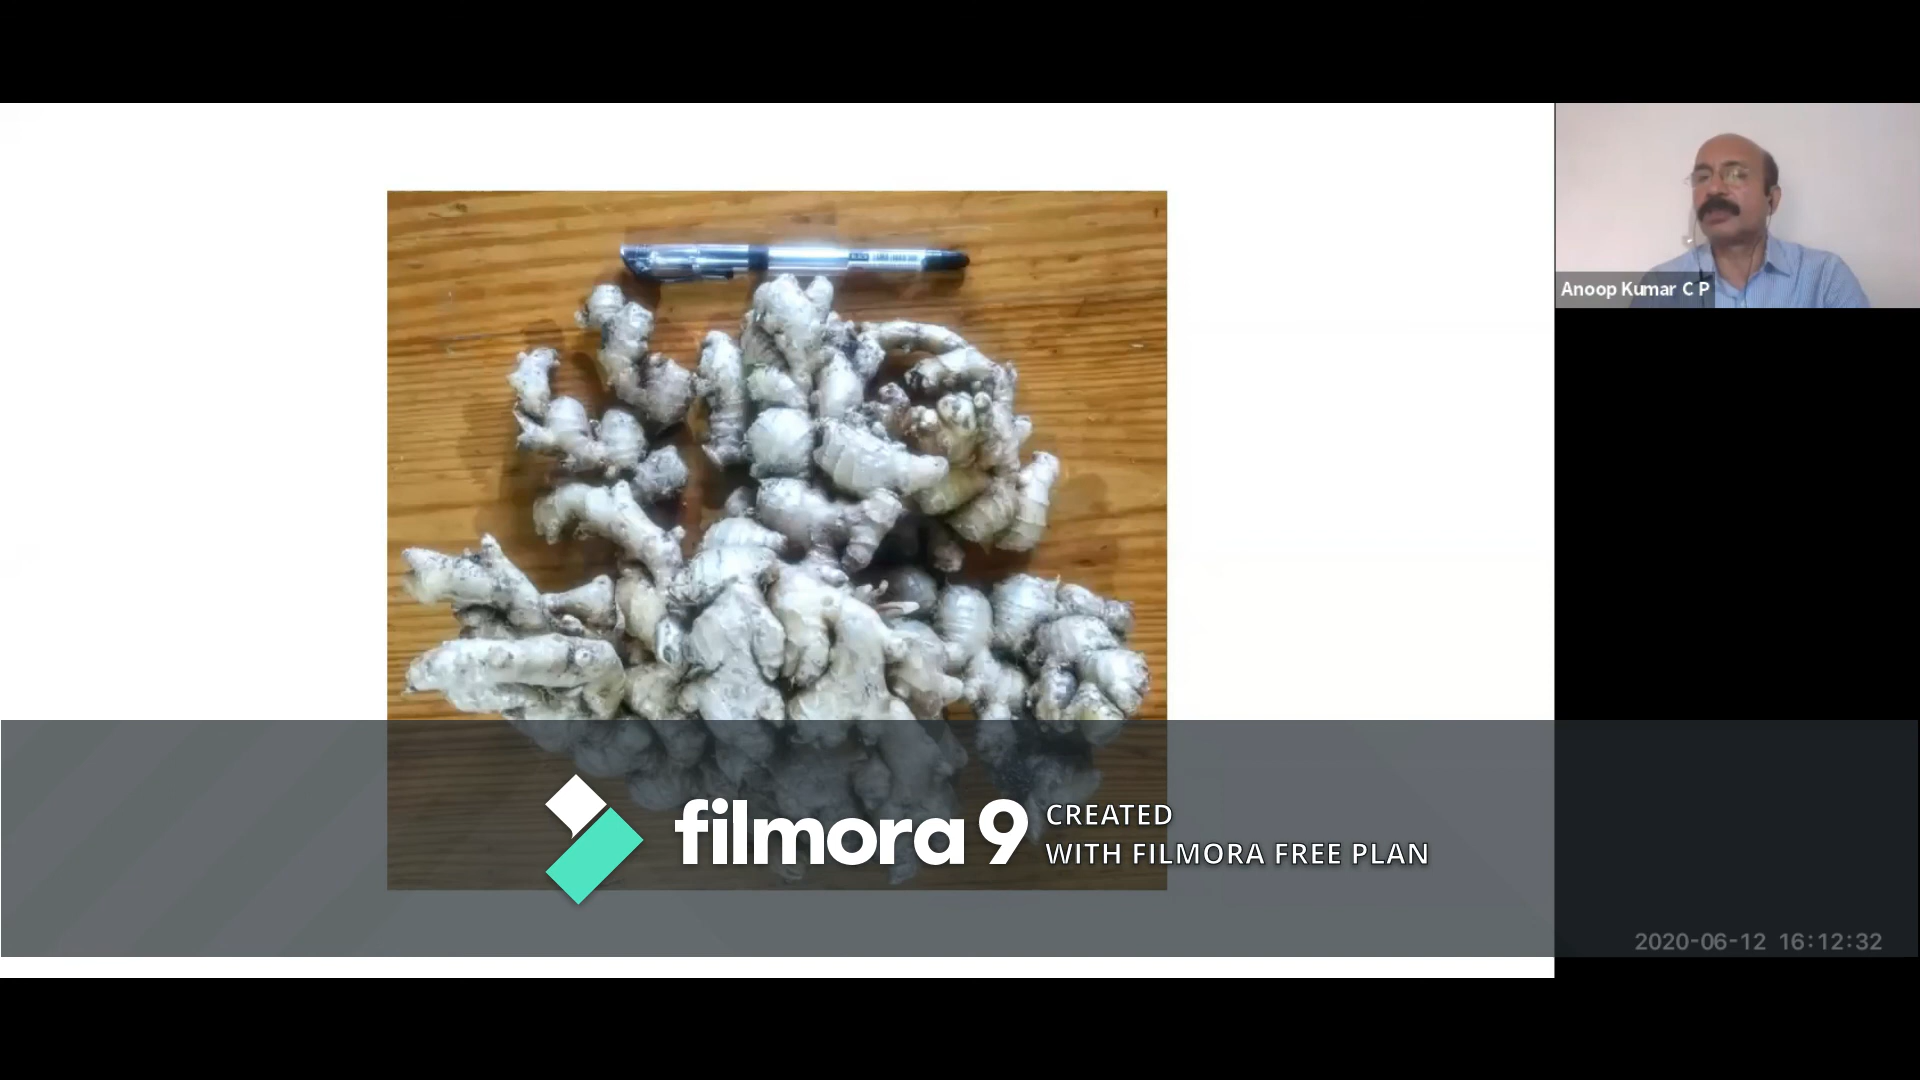 Anoop Kumar C P
filmora 9
CREATED
WITH FILMORA FREE PLAN
2020-06-12 16:12:32